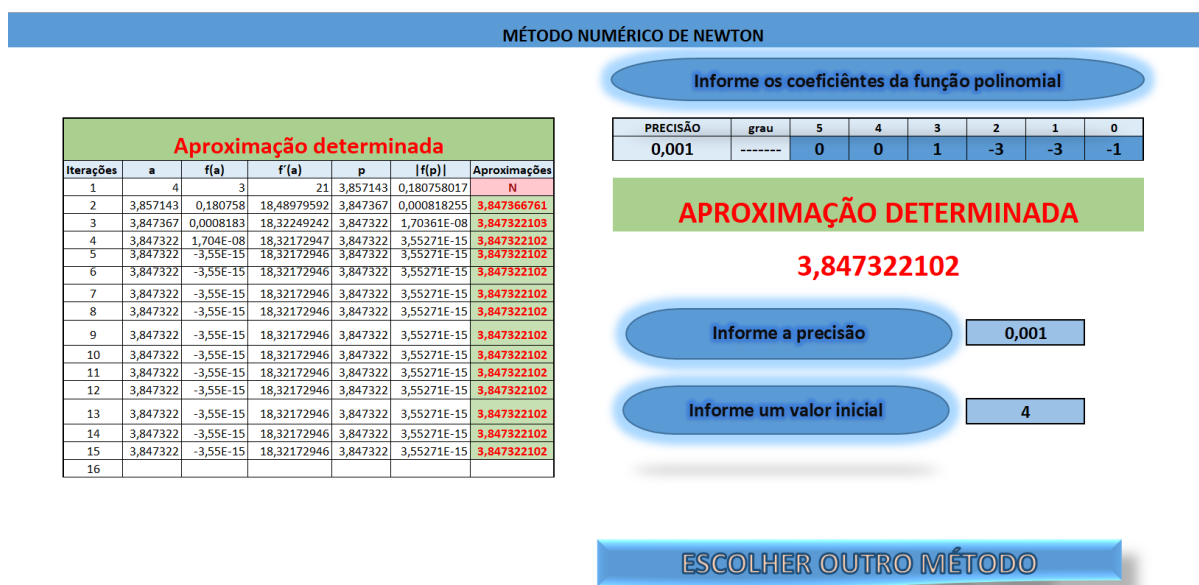 MÉTODO NUMÉRICO DE NEWTON
Informe os coeficiêntes da função polinomial
PRECISÃO grau 5 4 3 2 1 0
0,001 ------- 0 0 1 -3 -3 -1
Aproximação determinada
Iterações a f(a) f´(a) p |f(p)| Aproximações
1 4 3 21 3,857143 0,180758017 N
2 3,857143 0,180758 18,48979592 3,847367 0,000818255 3,847366761
3 3,847367 0,0008183 18,32249242 3,847322 1,70361E-08 3,847322103
4 3,847322 1,704E-08 18,32172947 3,847322 3,55271E-15 3,847322102
5 3,847322 -3,55E-15 18,32172946 3,847322 3,55271E-15 3,847322102
6 3,847322 -3,55E-15 18,32172946 3,847322 3,55271E-15 3,847322102
7 3,847322 -3,55E-15 18,32172946 3,847322 3,55271E-15 3,847322102
8 3,847322 -3,55E-15 18,32172946 3,847322 3,55271E-15 3,847322102
9 3,847322 -3,55E-15 18,32172946 3,847322 3,55271E-15 3,847322102
10 3,847322 -3,55E-15 18,32172946 3,847322 3,55271E-15 3,847322102
11 3,847322 -3,55E-15 18,32172946 3,847322 3,55271E-15 3,847322102
12 3,847322 -3,55E-15 18,32172946 3,847322 3,55271E-15 3,847322102
13 3,847322 -3,55E-15 18,32172946 3,847322 3,55271E-15 3,847322102
14 3,847322 -3,55E-15 18,32172946 3,847322 3,55271E-15 3,847322102
15 3,847322 -3,55E-15 18,32172946 3,847322 3,55271E-15 3,847322102
16
APROXIMAÇÃO DETERMINADA
3,847322102
Informe a precisão 0,001
Informe um valor inicial 4
ESCOLHER OUTRO MÉTODO